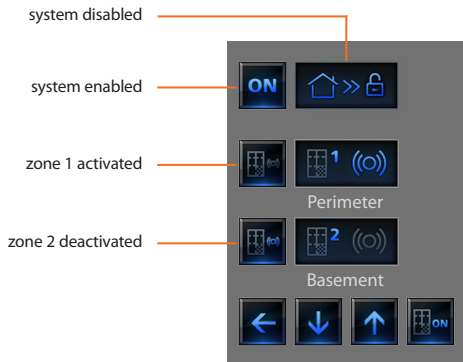 system disabled
system enabled
ON
zone 1 activated
1
Perimeter
zone 2 deactivated
2
Basement
ON